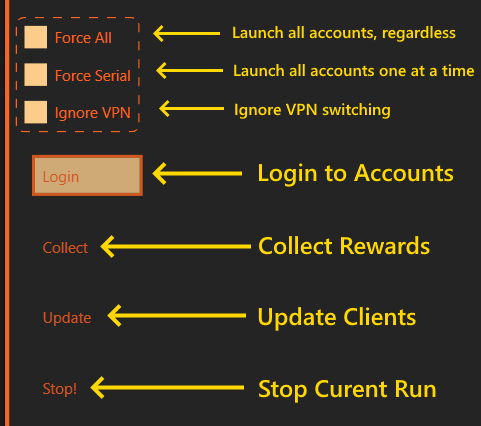 Force All Launch all accounts, regardless
Force Serial Launch all accounts one at a time
Ignore VPN Ignore VPN switching
Login Login to Accounts
Collect Collect Rewards
Update Update Clients
Stop! Stop Curent Run